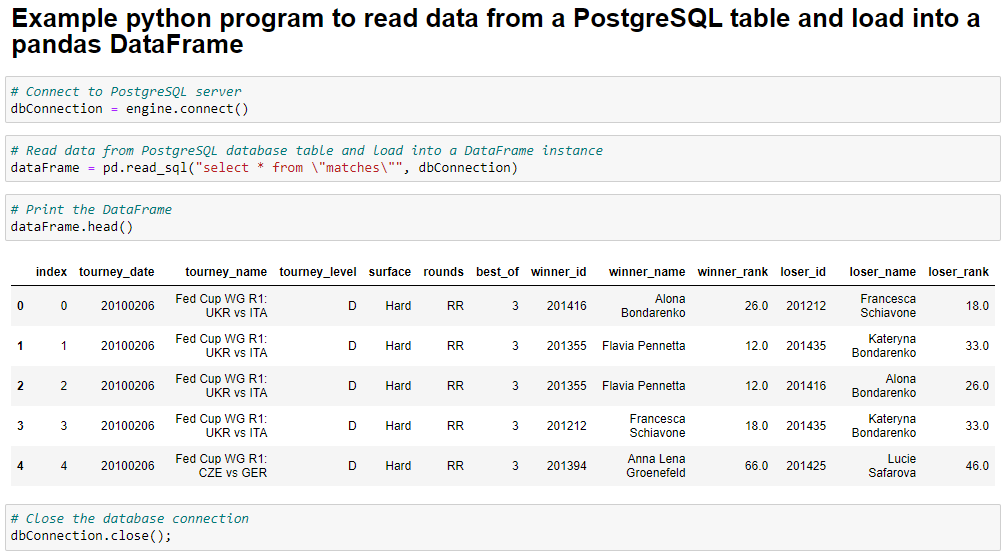 Example python program to read data from a PostgreSQL table and load into a
pandas DataFrame
# Connect to PostgreSQL server
dbConnection = engine.connect()
# Read data from PostgreSQL database table and load into a DataFrame instance
dataFrame = pd.read_sql("select * from \"matches\"", dbConnection)
# Print the DataFrame
dataFrame.head()
index tourney_date tourney_name tourney_level surface rounds best_of winner_id winner_name winner_rank loser_id loser_name loser_rank
0 0 20100206 Fed Cup WG R1: UKR vs ITA D Hard RR 3 201416 Alona Bondarenko 26.0 201212 Francesca Schiavone 18.0
1 1 20100206 Fed Cup WG R1: UKR vs ITA D Hard RR 3 201355 Flavia Pennetta 12.0 201435 Kateryna Bondarenko 33.0
2 2 20100206 Fed Cup WG R1: UKR vs ITA D Hard RR 3 201355 Flavia Pennetta 12.0 201416 Alona Bondarenko 26.0
3 3 20100206 Fed Cup WG R1: UKR vs ITA D Hard RR 3 201212 Francesca Schiavone 18.0 201435 Kateryna Bondarenko 33.0
4 4 20100206 Fed Cup WG R1: CZE vs GER D Hard RR 3 201394 Anna Lena Groenefeld 66.0 201425 Lucie Safarova 46.0
# Close the database connection
dbConnection.close();